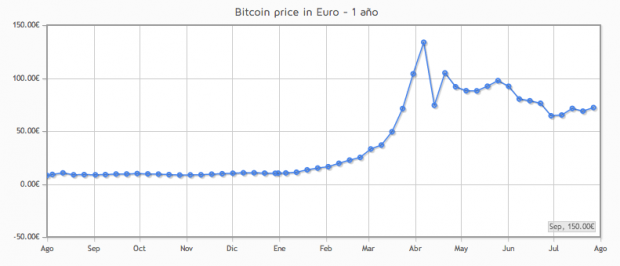 Bitcoin price in Euro - 1 año
150.00€
100.00€
50.00€
0.00€
-50.00€
Sep, 150.00€
Ago Sep Oct Nov Dic Ene Feb Mar Abr May Jun Jul Ago